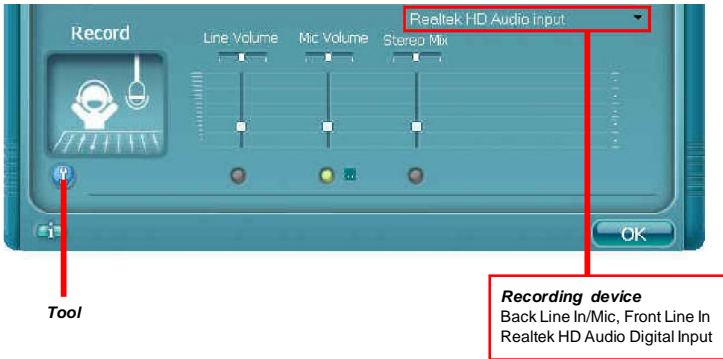 Realtek HD Audio input
Record
Line Volume Mic Volume Stereo Mix
i
OK
Tool
Recording device
Back Line In/Mic, Front Line In
Realtek HD Audio Digital Input